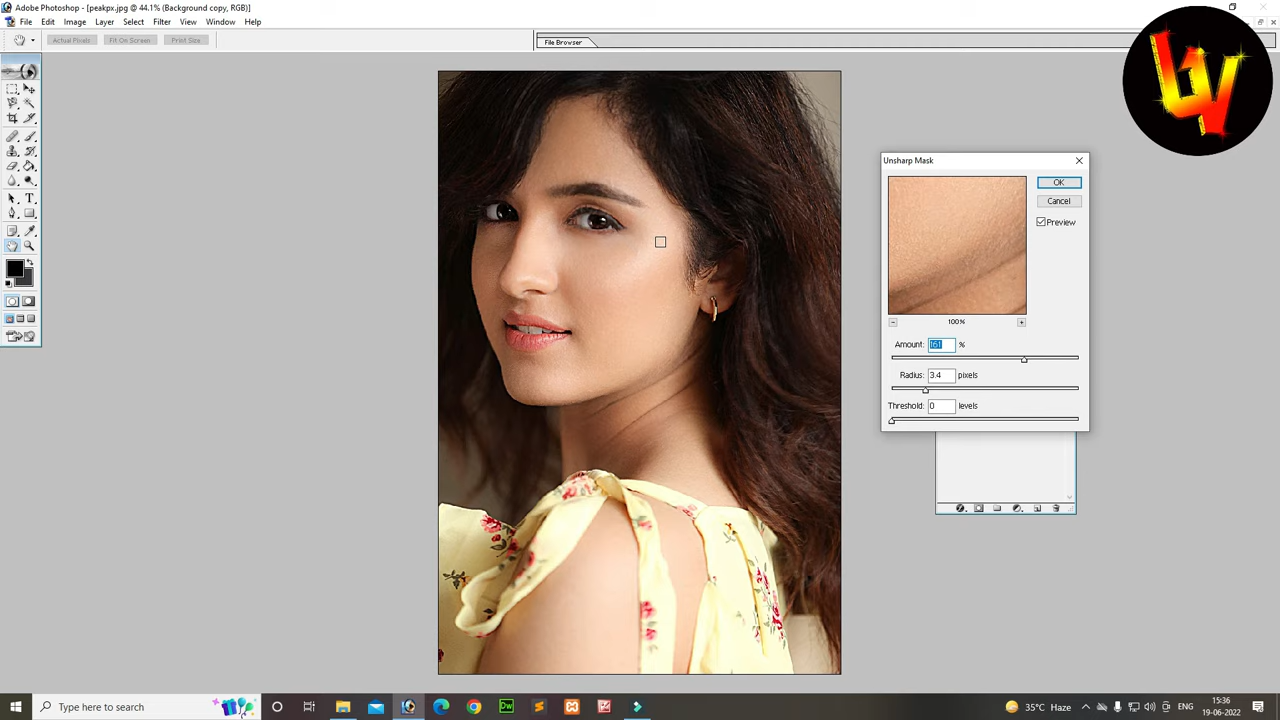 Adobe Photoshop - [peakpx.jpg @ 44.1% (Background copy, RGB)]
File Edit Image Layer Select Filter View Window Help
Actual Pixels Fit On Screen Print Size
File Browser
Unsharp Mask
OK
Cancel
Preview
100%
Amount: 161 %
Radius: 3.4 pixels
Threshold: 0 levels
Type here to search
35°C Haze
ENG
15:36
19-06-2022
Dw